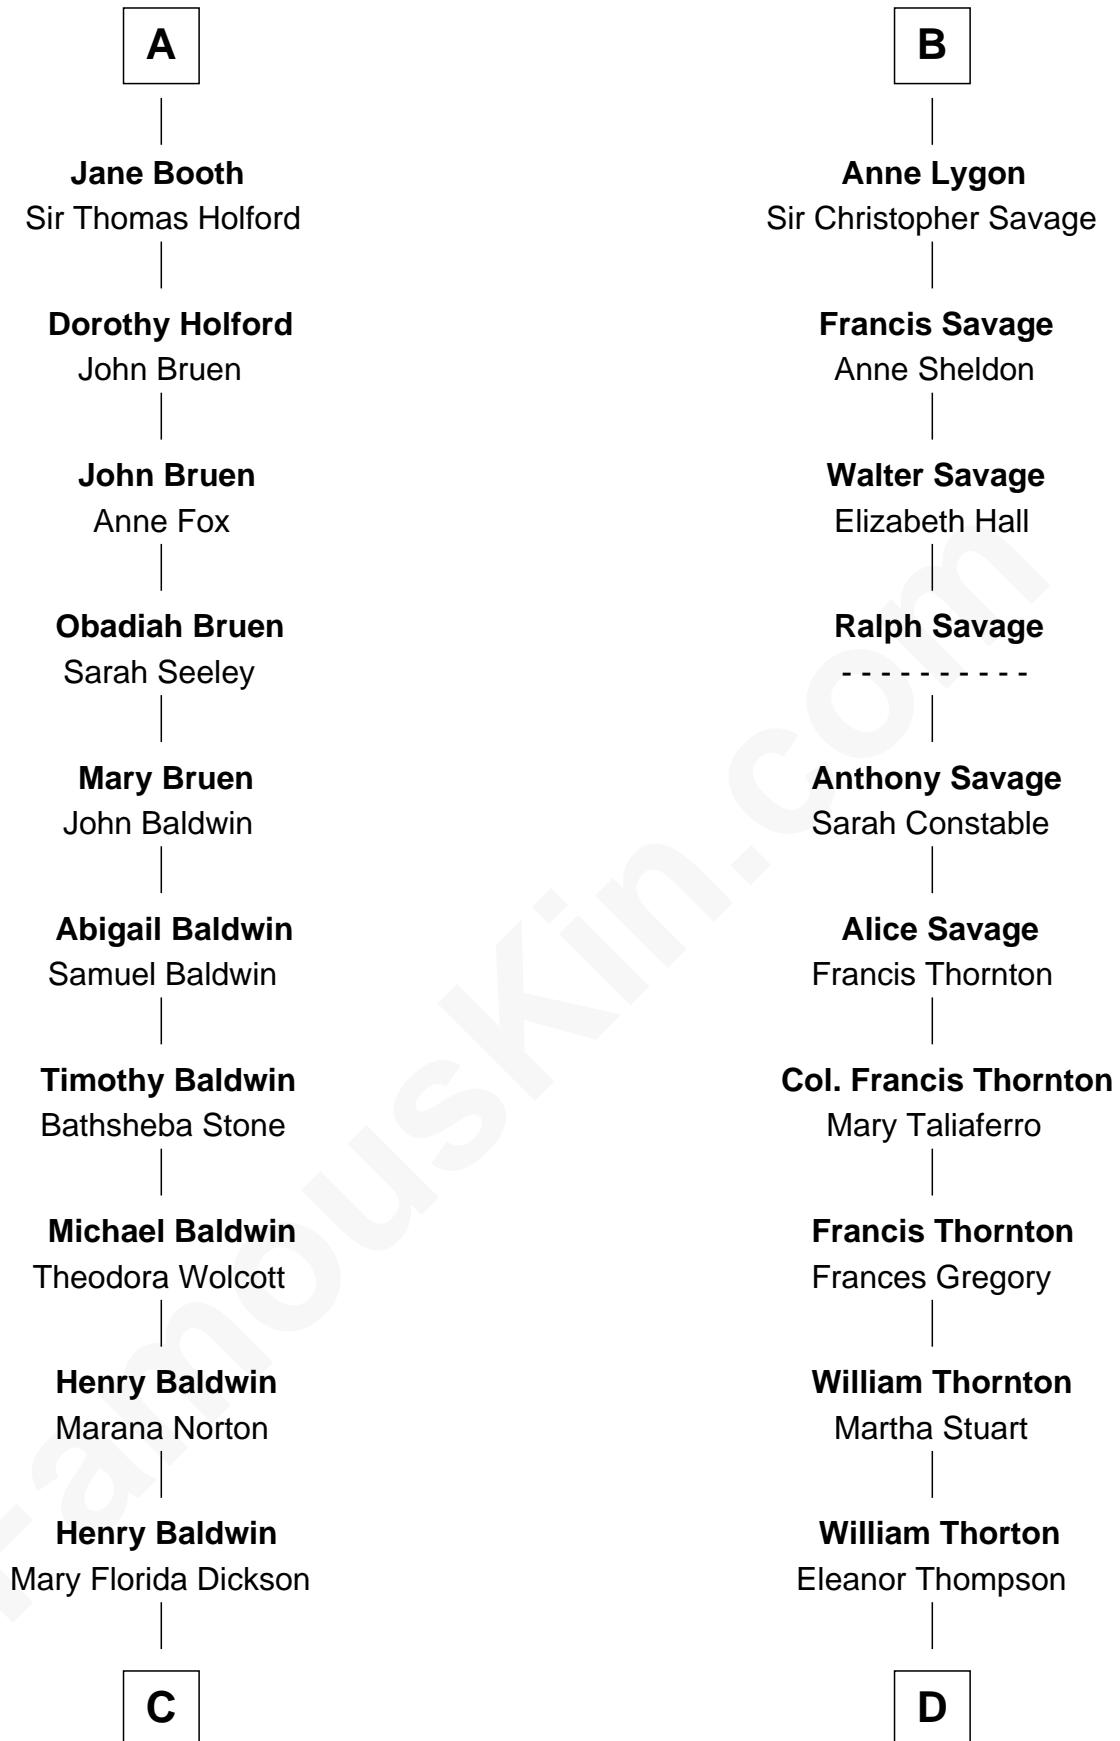 A
Jane Booth
Sir Thomas Holford
Dorothy Holford
John Bruen
John Bruen
Anne Fox
Obadiah Bruen
Sarah Seeley
Mary Bruen
John Baldwin
Abigail Baldwin
Samuel Baldwin
Timothy Baldwin
Bathsheba Stone
Michael Baldwin
Theodora Wolcott
Henry Baldwin
Marana Norton
Henry Baldwin
Mary Florida Dickson
C
B
Anne Lygon
Sir Christopher Savage
Francis Savage
Anne Sheldon
Walter Savage
Elizabeth Hall
Ralph Savage
- - - - - - - - - -
Anthony Savage
Sarah Constable
Alice Savage
Francis Thornton
Col. Francis Thornton
Mary Taliaferro
Francis Thornton
Frances Gregory
William Thornton
Martha Stuart
William Thorton
Eleanor Thompson
D
FamousKin.com